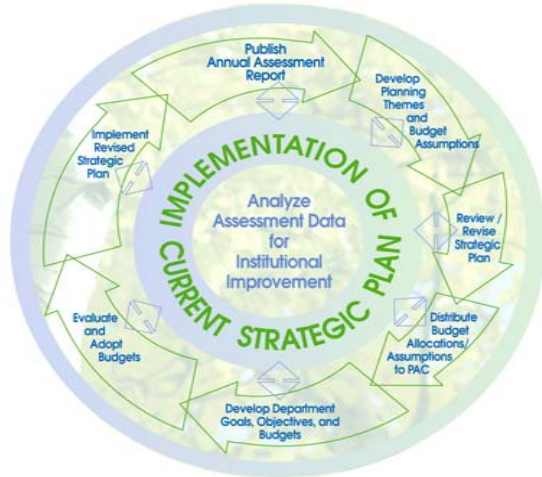 Publish
Annual Assessment
Report
Develop
Planning
Themes
and
Budget
Assumptions
Review /
Revise
Strategic
Plan
Distribute
Budget
Allocations/
Assumptions
to PAC
Develop Department
Goals, Objectives, and
Budgets
Evaluate
and
Adopt
Budgets
Implement
Revised
Strategic
Plan
IMPLEMENTATION OF
CURRENT STRATEGIC PLAN
Analyze
Assessment Data
for
Institutional
Improvement